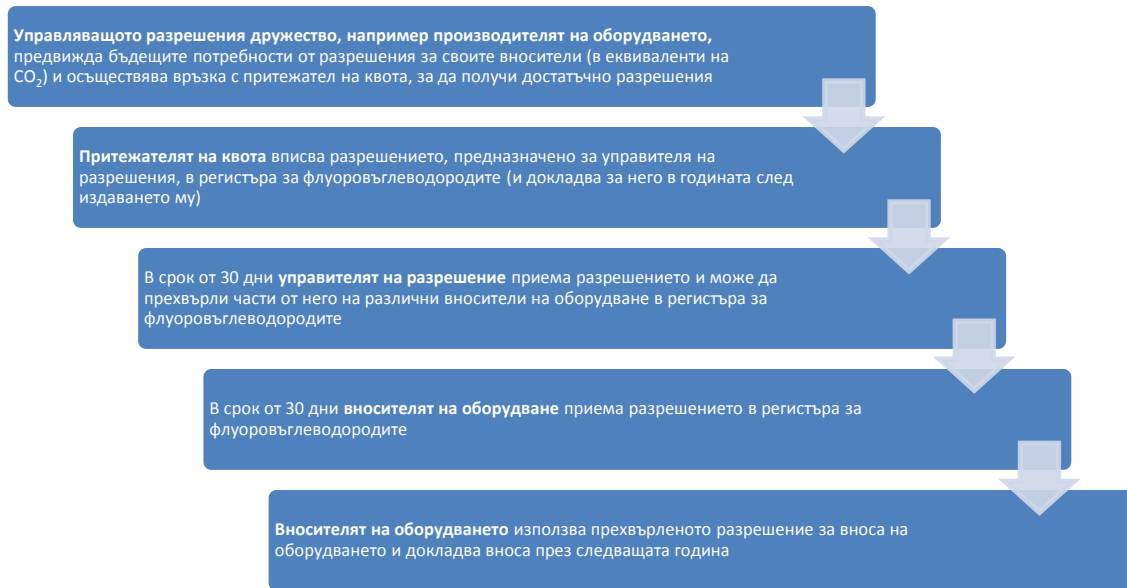 Управляващото разрешения дружество, например производителят на оборудването,
предвижда бъдещите потребности от разрешения за своите вносители (в еквиваленти на
CO₂) и осъществява връзка с притежател на квота, за да получи достатъчно разрешения
Притежателят на квота вписва разрешението, предназначено за управителя на
разрешения, в регистъра за флуоровъглеводородите (и докладва за него в годината след
издаването му)
В срок от 30 дни управителят на разрешение приема разрешението и може да
прехвърли части от него на различни вносители на оборудване в регистъра за
флуоровъглеводородите
В срок от 30 дни вносителят на оборудване приема разрешението в регистъра за
флуоровъглеводородите
Вносителят на оборудването използва прехвърленото разрешение за вноса на
оборудването и докладва вноса през следващата година